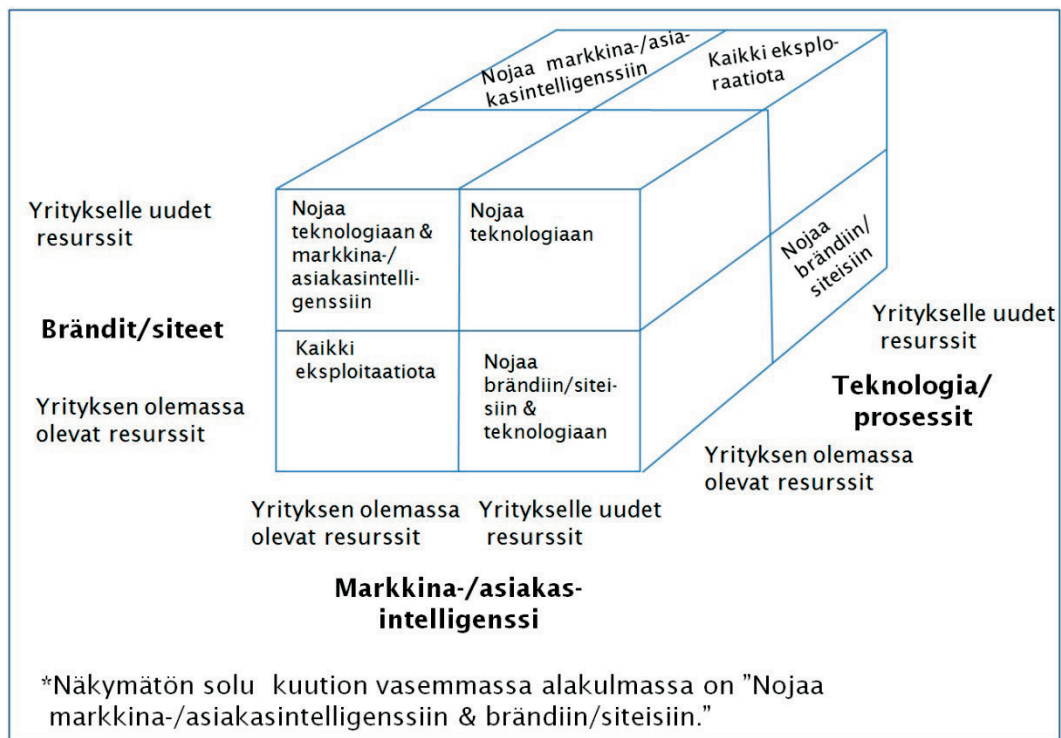 Nojaa markkina-/asia-
kasintelligenssiin
Kaikki eksplo-
raatiota
Yritykselle uudet
resurssit
Nojaa
teknologiaan &
markkina-/
asiakasintelli-
genssiin
Nojaa
teknologiaan
Nojaa
brändiin/
siteisiin
Brändit/siteet
Yritykselle uudet
resurssit
Kaikki
eksploitaatiota
Nojaa
brändiin/sitei-
siin &
teknologiaan
Teknologia/
prosessit
Yrityksen olemassa
olevat resurssit
Yrityksen olemassa
olevat resurssit
Yrityksen olemassa
olevat resurssit
Yritykselle uudet
resurssit
Markkina-/asiakas-
intelligenssi
*Näkymätön solu kuution vasemmassa alakulmassa on ”Nojaa
markkina-/asiakasintelligenssiin & brändiin/siteisiin.”